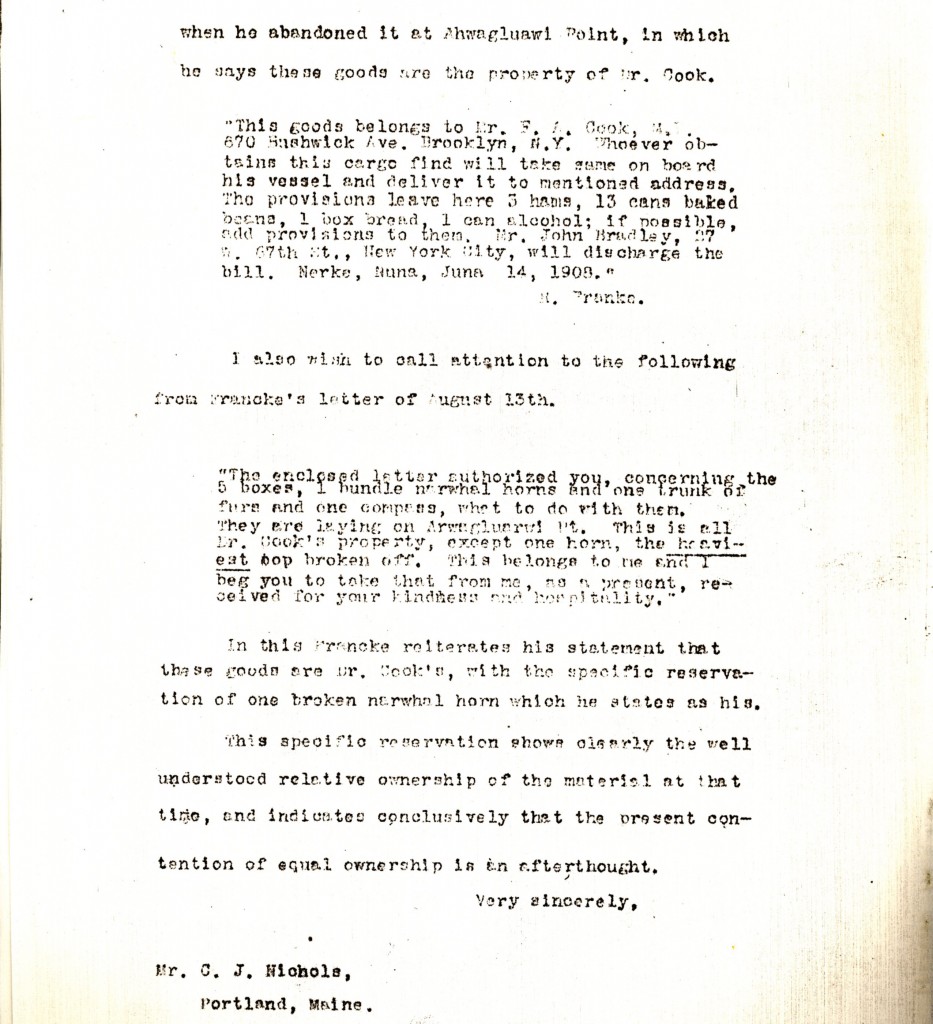 when he abandoned it at Ahwagluawi Point, in which
he says these goods are the property of Dr. Cook.
"This goods belongs to Dr. F. A. Cook, M.D.
670 Bushwick Ave. Brooklyn, N.Y. Whoever ob-
tains this cargo find will take same on board
his vessel and deliver it to mentioned address.
The provisions leave here 3 hams, 13 cans baked
beans, 1 box bread, 1 can alcohol; if possible,
add provisions to them. Mr. John Bradley, 27
W. 67th St., New York City, will discharge the
bill. Nerke, Nuna, Juna 14, 1908."
R. Franke.
I also wish to call attention to the following
from Francke's letter of August 13th.
"The enclosed letter authorized you, concerning the
5 boxes, 1 bundle narwhal horns and one trunk of
furs and one compass, what to do with them.
They are laying on Arwagluarwi Pt. This is all
Dr. Cook's property, except one horn, the heavi-
est top broken off. This belongs to me and I
beg you to take that from me, as a present, re-
ceived for your kindness and hospitality."
In this Francke reiterates his statement that
these goods are Dr. Cook's, with the specific reserva-
tion of one broken narwhal horn which he states as his.
This specific reservation shows clearly the well
understood relative ownership of the material at that
time, and indicates conclusively that the present con-
tention of equal ownership is an afterthought.
Very sincerely,
Mr. C. J. Nichols,
Portland, Maine.